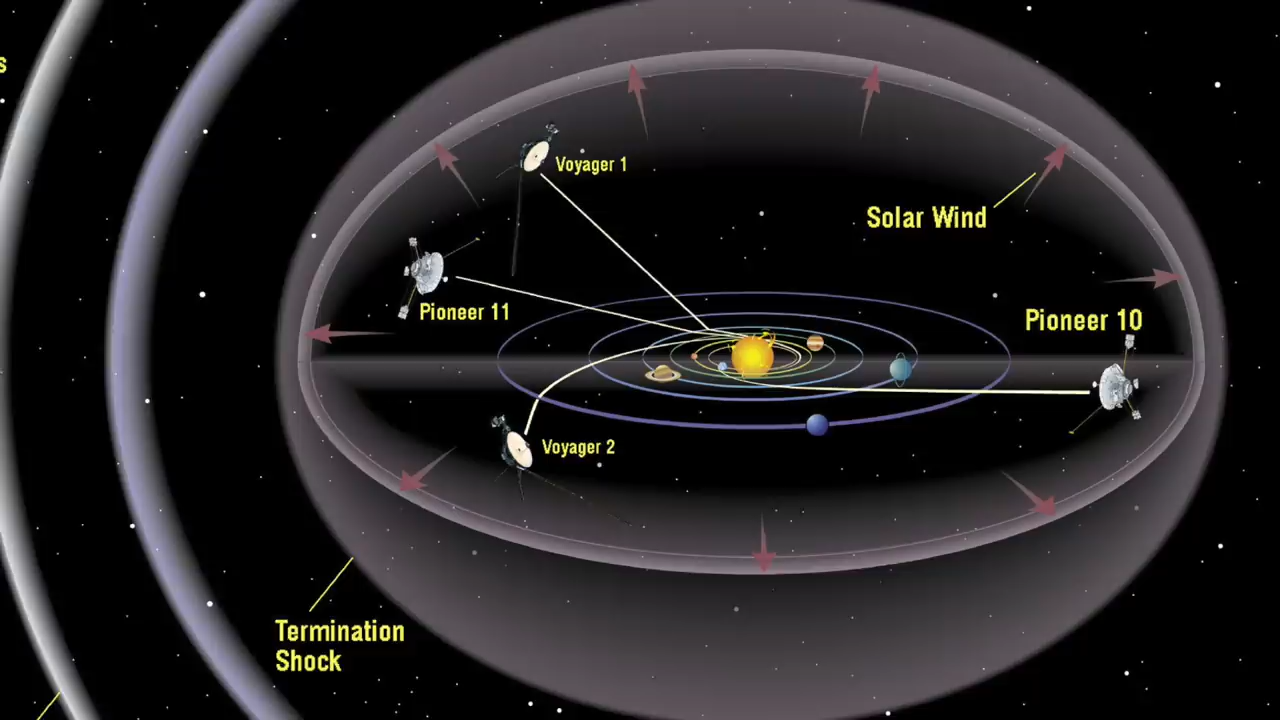 Voyager 1
Solar Wind
Pioneer 11
Pioneer 10
Voyager 2
Termination
Shock